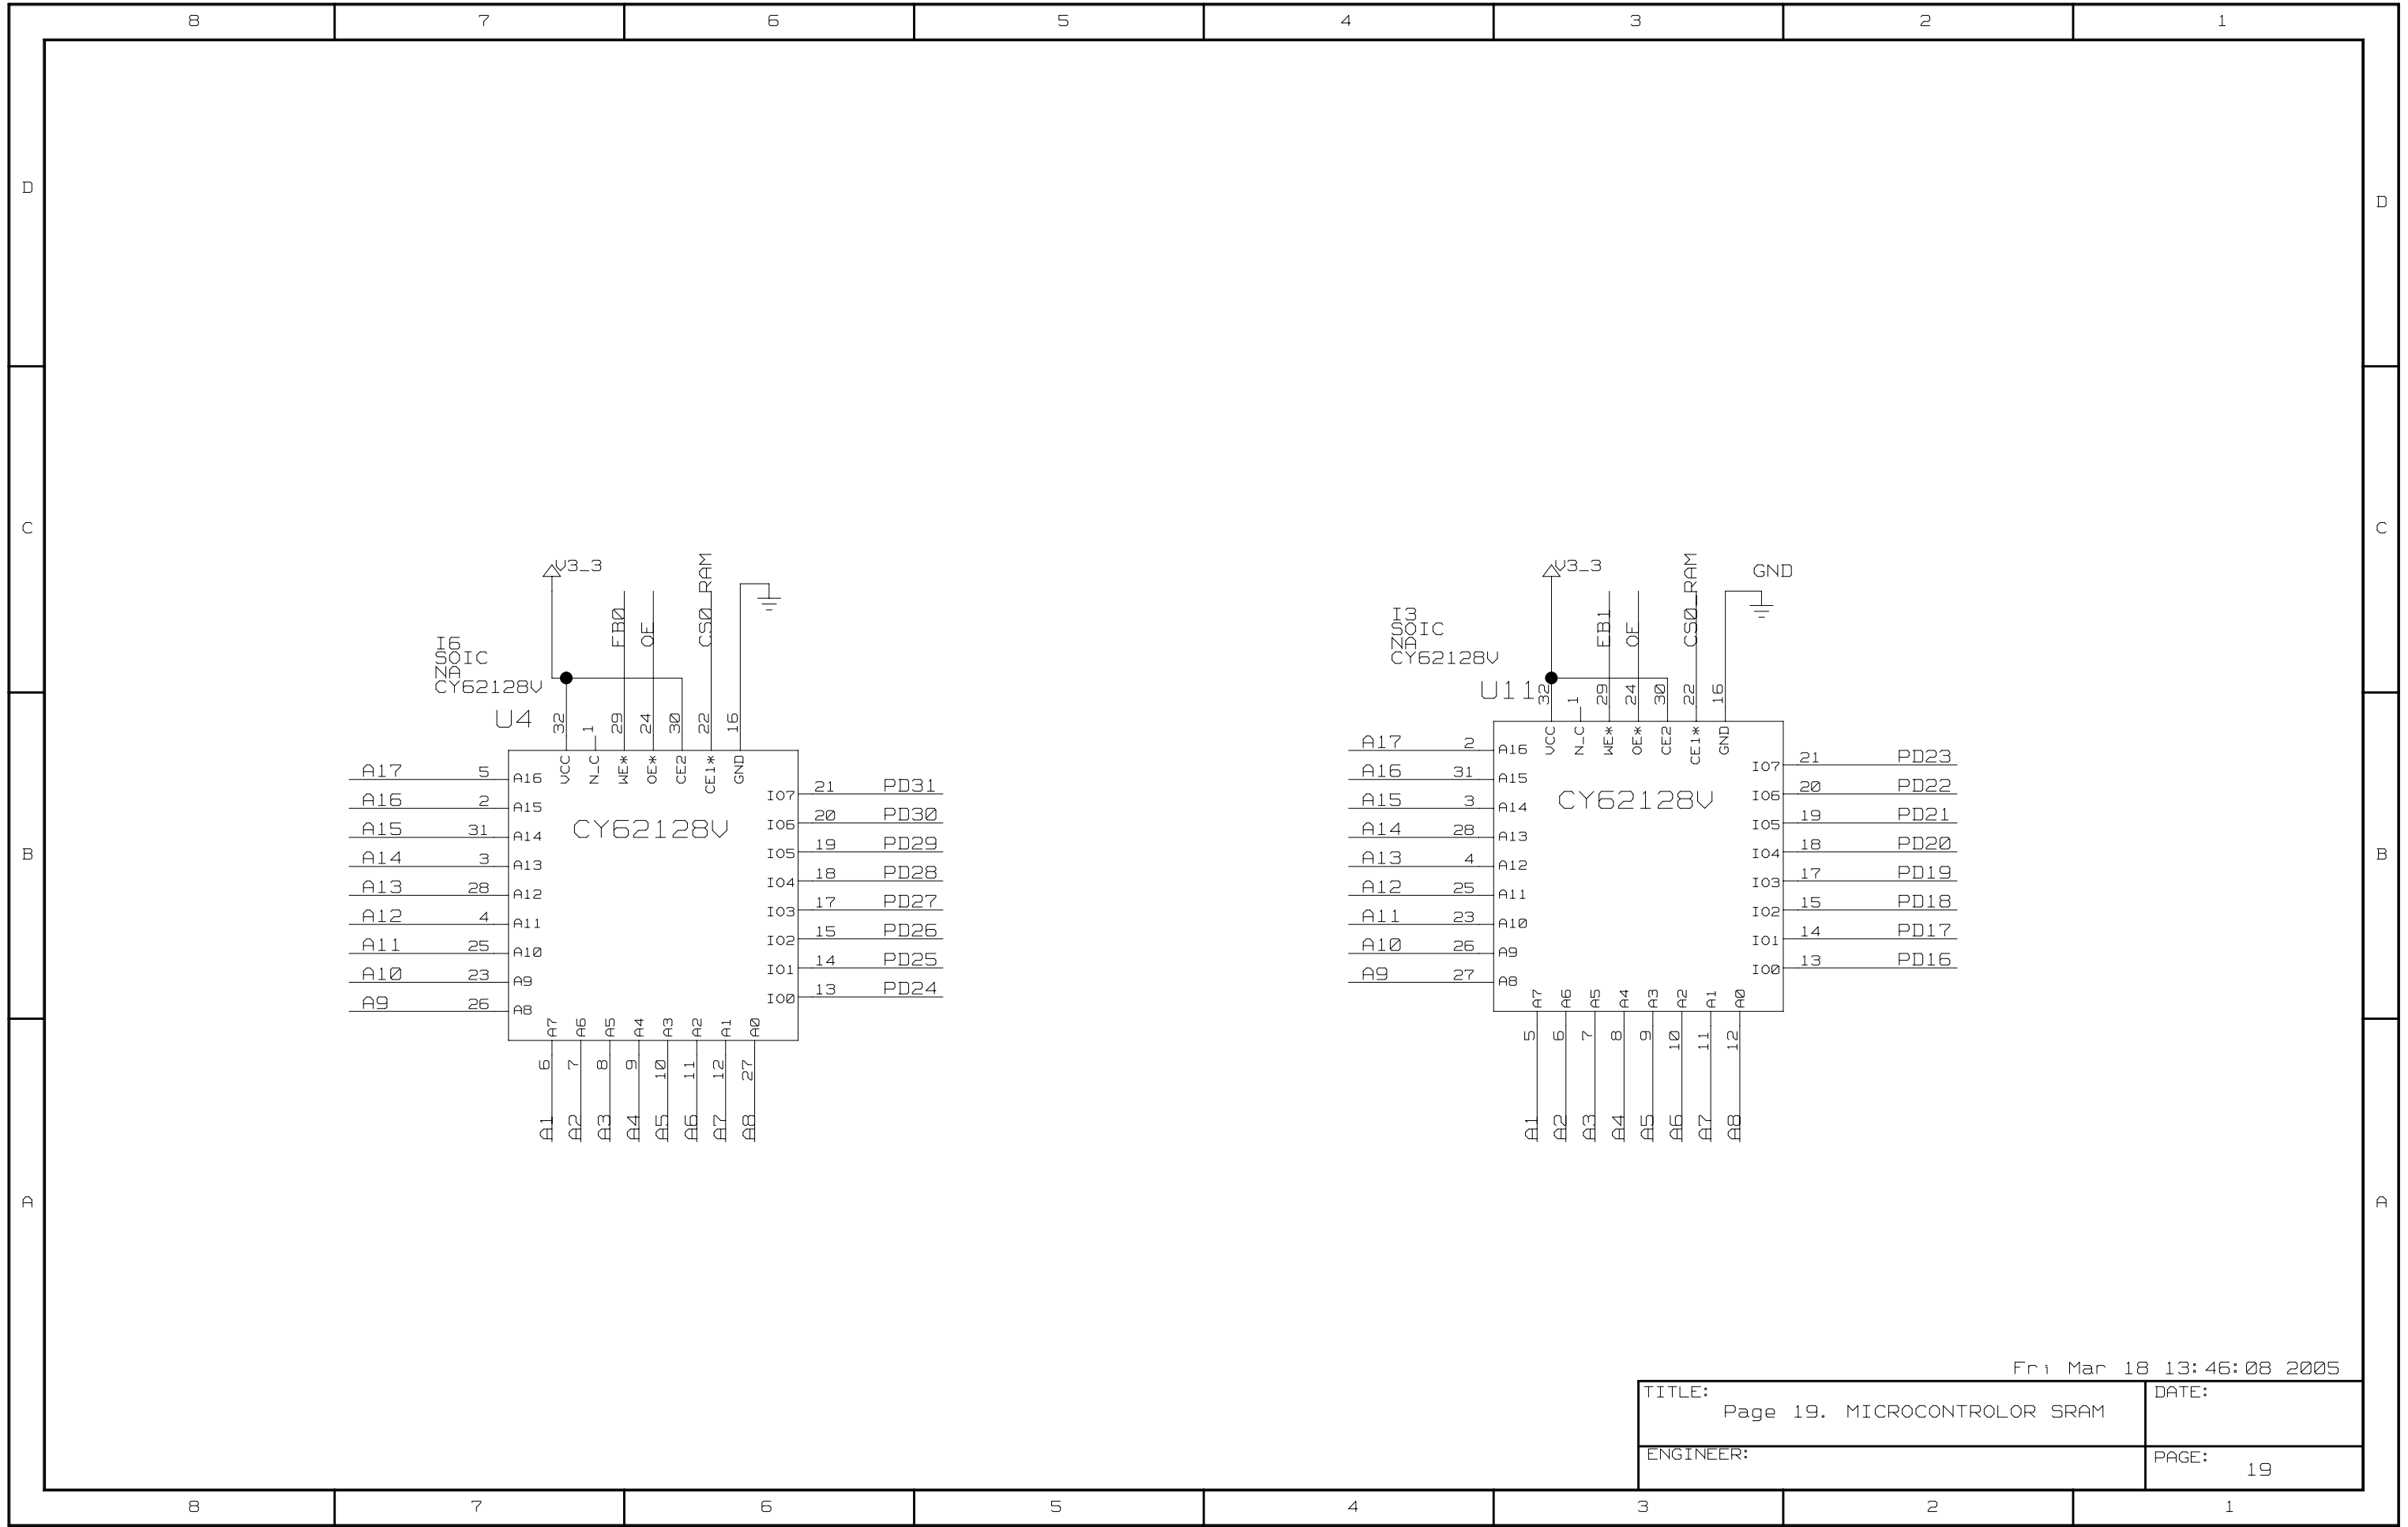 8 7 6 5 4 3 2 1
D D
C C
B B
A A
V3_3
EB0
OE
CS0_RAM
I6
SOIC
NA
CY62128V
U4
32 1 29 24 30 22 16
VCC N_C WE* OE* CE2 CE1* GND
CY62128V
A17 5 A16
A16 2 A15
A15 31 A14
A14 3 A13
A13 28 A12
A12 4 A11
A11 25 A10
A10 23 A9
A9 26 A8
IO7 21 PD31
IO6 20 PD30
IO5 19 PD29
IO4 18 PD28
IO3 17 PD27
IO2 15 PD26
IO1 14 PD25
IO0 13 PD24
A7 A6 A5 A4 A3 A2 A1 A0
6 7 8 9 10 11 12 27
A1 A2 A3 A4 A5 A6 A7 A8
V3_3
EB1
OE
CS0_RAM
GND
I3
SOIC
NA
CY62128V
U11
32 1 29 24 30 22 16
VCC N_C WE* OE* CE2 CE1* GND
CY62128V
A17 2 A16
A16 31 A15
A15 3 A14
A14 28 A13
A13 4 A12
A12 25 A11
A11 23 A10
A10 26 A9
A9 27 A8
IO7 21 PD23
IO6 20 PD22
IO5 19 PD21
IO4 18 PD20
IO3 17 PD19
IO2 15 PD18
IO1 14 PD17
IO0 13 PD16
A7 A6 A5 A4 A3 A2 A1 A0
5 6 7 8 9 10 11 12
A1 A2 A3 A4 A5 A6 A7 A8
Fri Mar 18 13:46:08 2005
TITLE:
Page 19. MICROCONTROLOR SRAM
DATE:
ENGINEER:
PAGE:
19
8 7 6 5 4 3 2 1